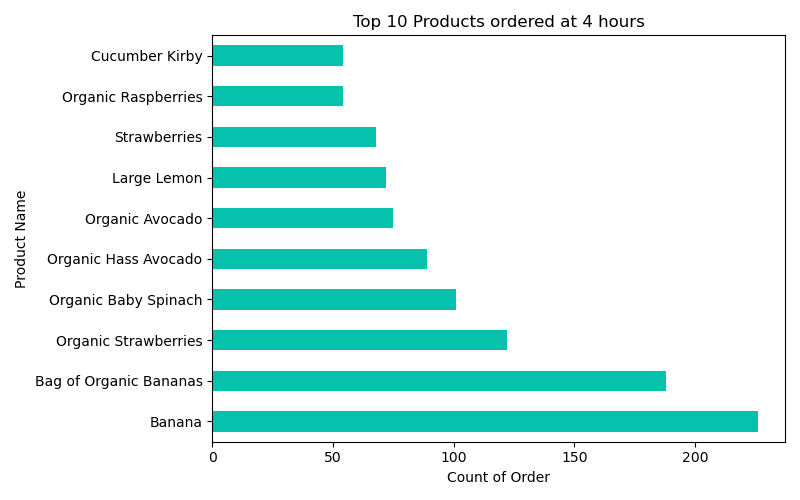 Top 10 Products ordered at 4 hours
Product Name
Cucumber Kirby
Organic Raspberries
Strawberries
Large Lemon
Organic Avocado
Organic Hass Avocado
Organic Baby Spinach
Organic Strawberries
Bag of Organic Bananas
Banana
0 50 100 150 200
Count of Order